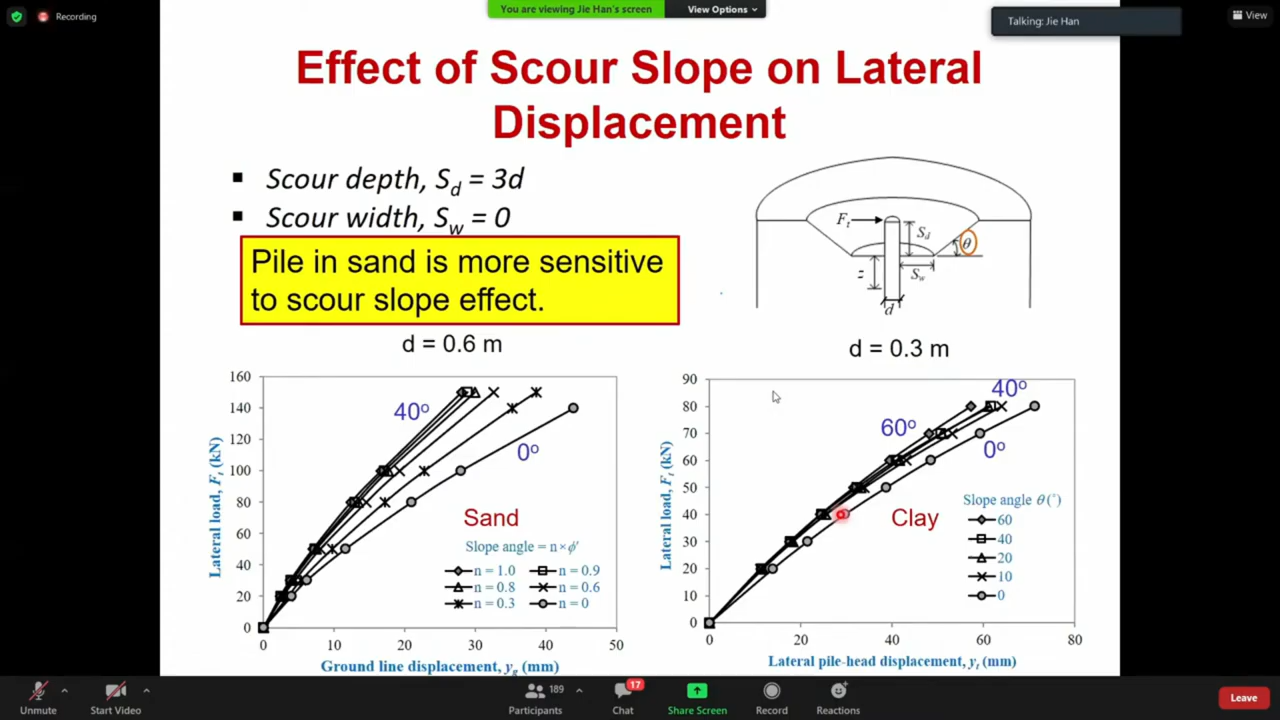 Recording
You are viewing Jie Han's screen
View Options
Talking: Jie Han
View
Effect of Scour Slope on Lateral
Displacement
▪ Scour depth, Sd = 3d
▪ Scour width, Sw = 0
Pile in sand is more sensitive
to scour slope effect.
Ft
Sd
θ
z
Sw
d
d = 0.6 m
d = 0.3 m
160
140
120
100
80
60
40
20
0
Lateral load, Ft (kN)
40°
0°
Sand
Slope angle = n×ϕ'
n = 1.0
n = 0.9
n = 0.8
n = 0.6
n = 0.3
n = 0
0 10 20 30 40 50
Ground line displacement, yg (mm)
90
80
70
60
50
40
30
20
10
0
Lateral load, Ft (kN)
40°
60°
0°
Clay
Slope angle θ (°)
60
40
20
10
0
0 20 40 60 80
Lateral pile-head displacement, yt (mm)
Unmute
Start Video
189
Participants
17
Chat
Share Screen
Record
Reactions
Leave